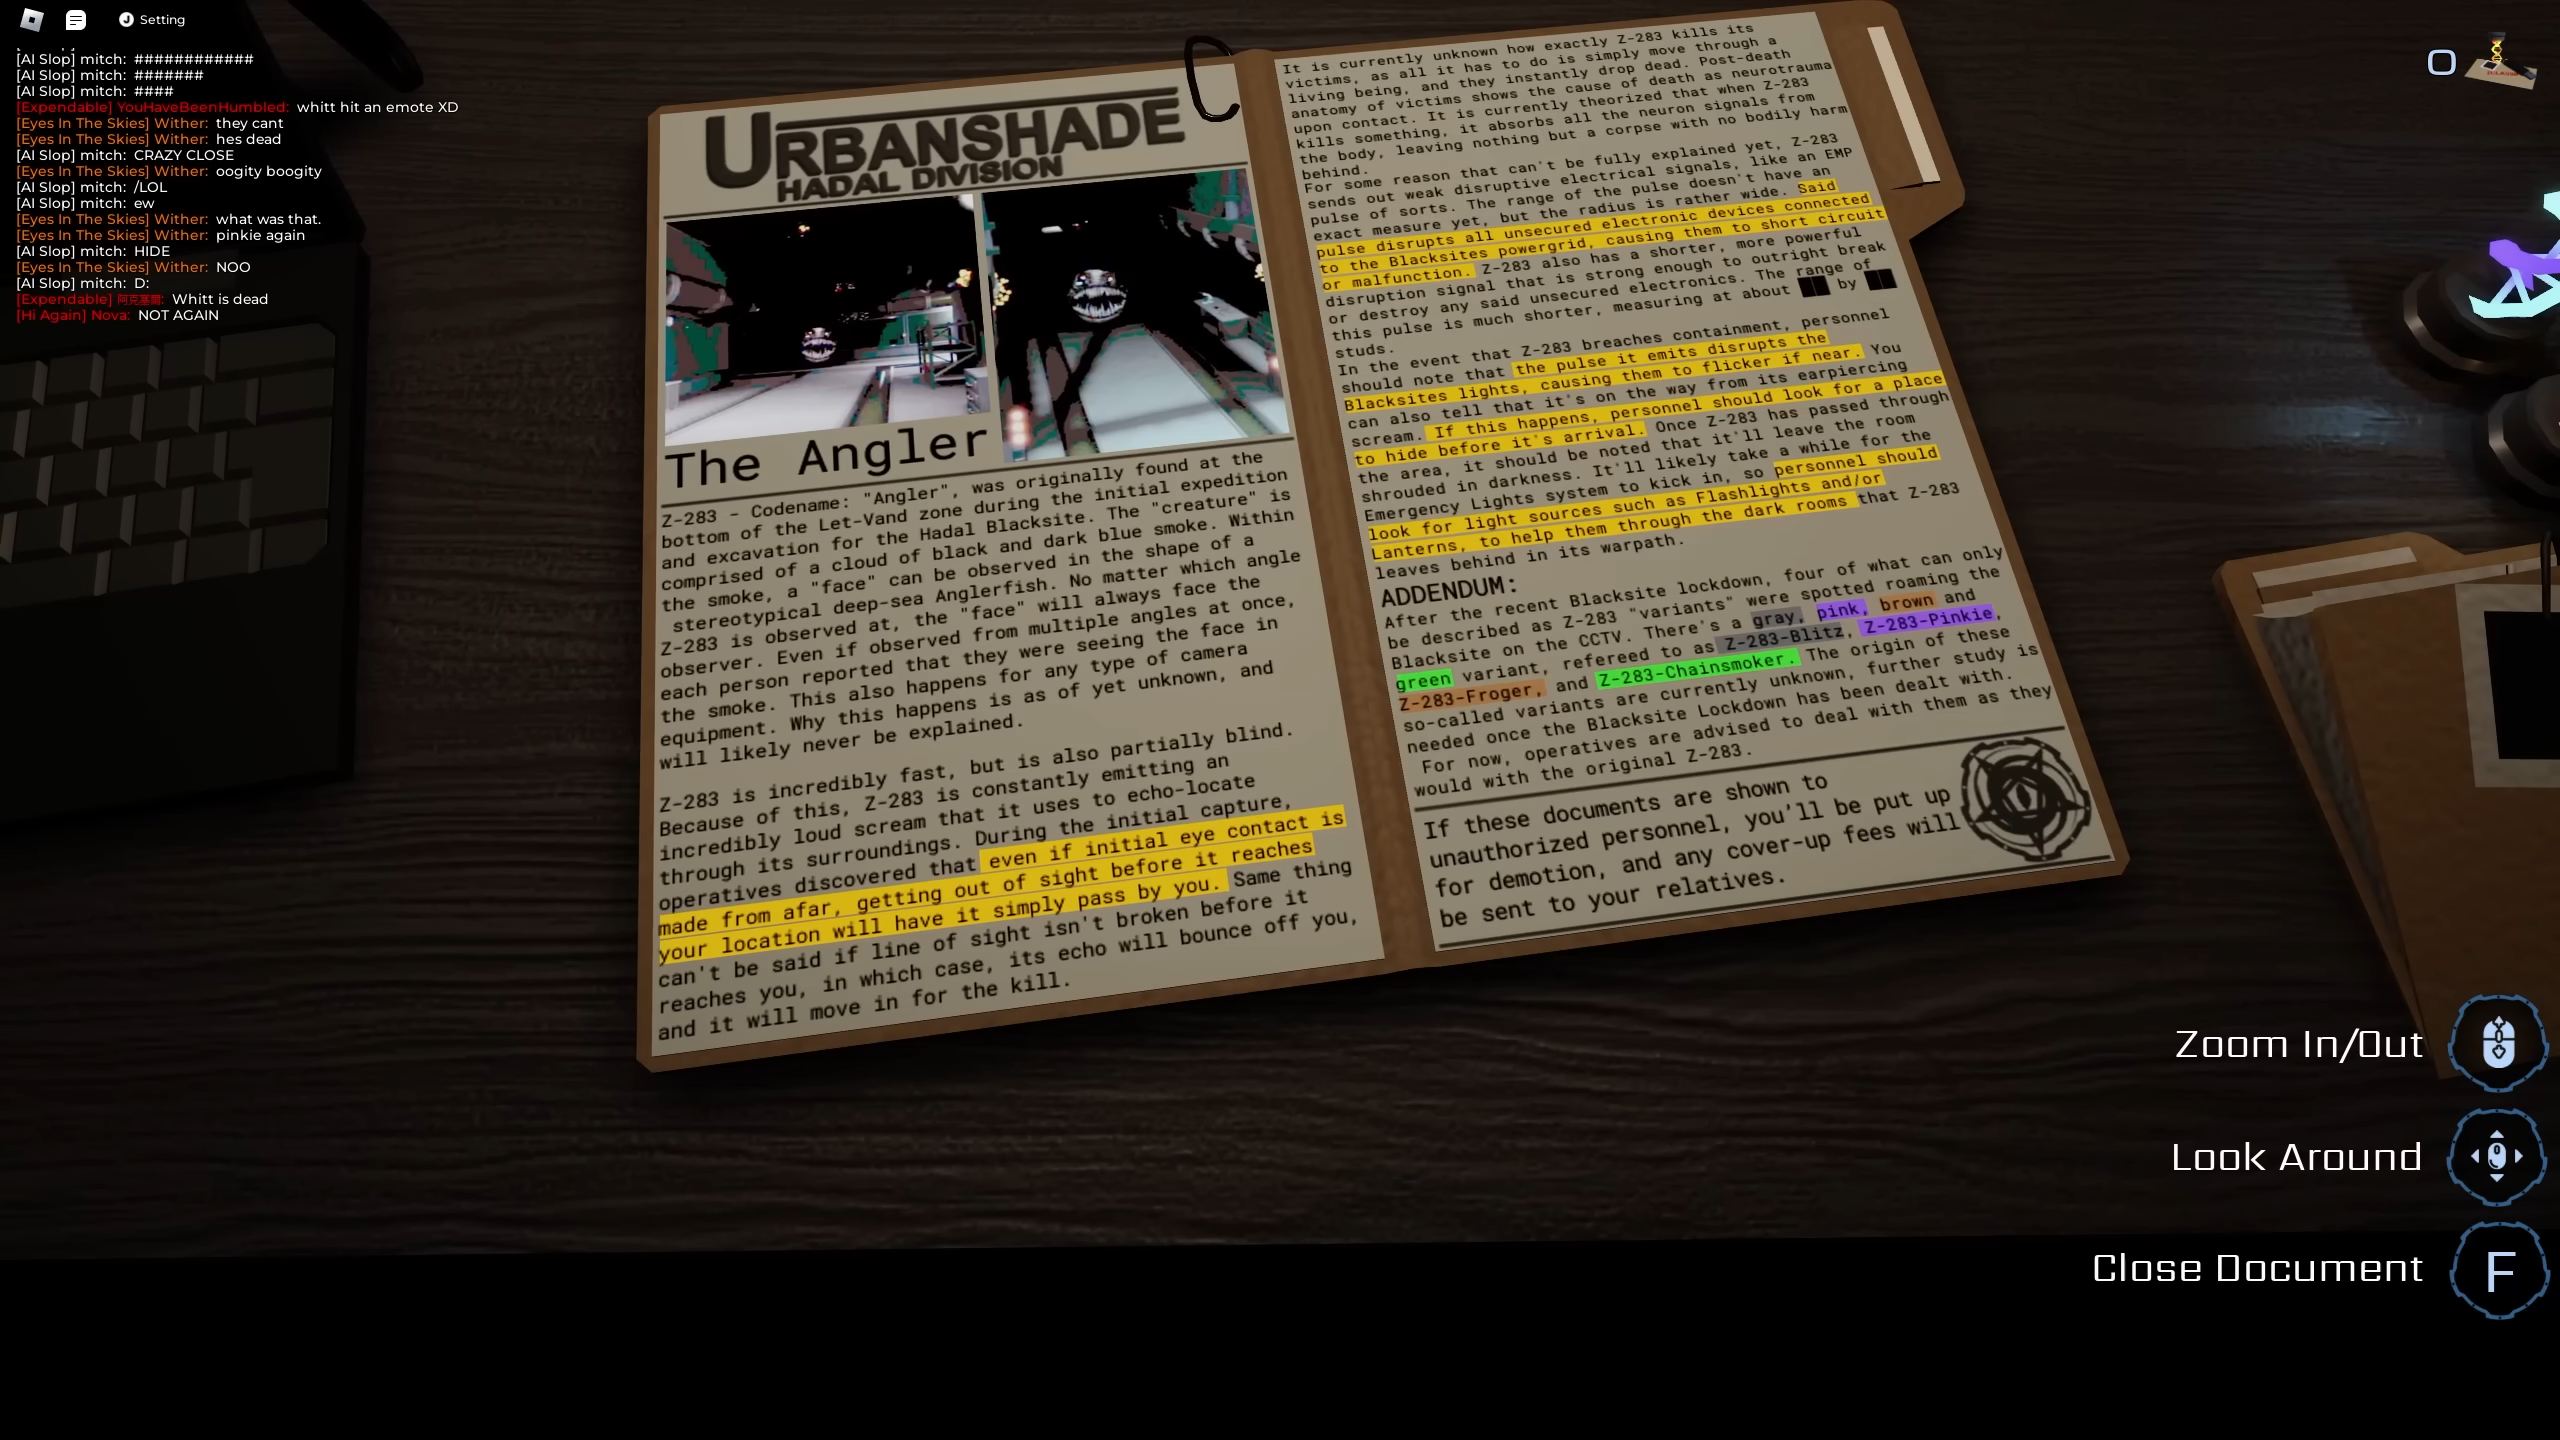 Setting
[AI Slop] mitch: ############
[AI Slop] mitch: #######
[AI Slop] mitch: ####
[Expendable] YouHaveBeenHumbled: whitt hit an emote XD
[Eyes In The Skies] Wither: they cant
[Eyes In The Skies] Wither: hes dead
[AI Slop] mitch: CRAZY CLOSE
[Eyes In The Skies] Wither: oogity boogity
[AI Slop] mitch: /LOL
[AI Slop] mitch: ew
[Eyes In The Skies] Wither: what was that.
[Eyes In The Skies] Wither: pinkie again
[AI Slop] mitch: HIDE
[Eyes In The Skies] Wither: NOO
[AI Slop] mitch: D:
[Expendable] 阿克塞爾: Whitt is dead
[Hi Again] Nova: NOT AGAIN
URBANSHADE
HADAL DIVISION
The Angler
Z-283 - Codename: "Angler", was originally found at the
bottom of the Let-Vand zone during the initial expedition
and excavation for the Hadal Blacksite. The "creature" is
comprised of a cloud of black and dark blue smoke. Within
the smoke, a "face" can be observed in the shape of a
stereotypical deep-sea Anglerfish. No matter which angle
Z-283 is observed at, the "face" will always face the
observer. Even if observed from multiple angles at once,
each person reported that they were seeing the face in
the smoke. This also happens for any type of camera
equipment. Why this happens is as of yet unknown, and
will likely never be explained.
Z-283 is incredibly fast, but is also partially blind.
Because of this, Z-283 is constantly emitting an
incredibly loud scream that it uses to echo-locate
through its surroundings. During the initial capture,
operatives discovered that even if initial eye contact is
made from afar, getting out of sight before it reaches
your location will have it simply pass by you. Same thing
can't be said if line of sight isn't broken before it
reaches you, in which case, its echo will bounce off you,
and it will move in for the kill.
It is currently unknown how exactly Z-283 kills its
victims, as all it has to do is simply move through a
living being, and they instantly drop dead. Post-death
anatomy of victims shows the cause of death as neurotrauma
upon contact. It is currently theorized that when Z-283
kills something, it absorbs all the neuron signals from
the body, leaving nothing but a corpse with no bodily harm
behind.
For some reason that can't be fully explained yet, Z-283
sends out weak disruptive electrical signals, like an EMP
pulse of sorts. The range of the pulse doesn't have an
exact measure yet, but the radius is rather wide. Said
pulse disrupts all unsecured electronic devices connected
to the Blacksites powergrid, causing them to short circuit
or malfunction. Z-283 also has a shorter, more powerful
disruption signal that is strong enough to outright break
or destroy any said unsecured electronics. The range of
this pulse is much shorter, measuring at about ██ by ██
studs.
In the event that Z-283 breaches containment, personnel
should note that the pulse it emits disrupts the
Blacksites lights, causing them to flicker if near. You
can also tell that it's on the way from its earpiercing
scream. If this happens, personnel should look for a place
to hide before it's arrival. Once Z-283 has passed through
the area, it should be noted that it'll leave the room
shrouded in darkness. It'll likely take a while for the
Emergency Lights system to kick in, so personnel should
look for light sources such as Flashlights and/or
Lanterns, to help them through the dark rooms that Z-283
leaves behind in its warpath.
ADDENDUM:
After the recent Blacksite lockdown, four of what can only
be described as Z-283 "variants" were spotted roaming the
Blacksite on the CCTV. There's a gray, pink, brown and
green variant, refereed to as Z-283-Blitz, Z-283-Pinkie,
Z-283-Froger, and Z-283-Chainsmoker. The origin of these
so-called variants are currently unknown, further study is
needed once the Blacksite Lockdown has been dealt with.
For now, operatives are advised to deal with them as they
would with the original Z-283.
If these documents are shown to
unauthorized personnel, you'll be put up
for demotion, and any cover-up fees will
be sent to your relatives.
Zoom In/Out
Look Around
Close Document F